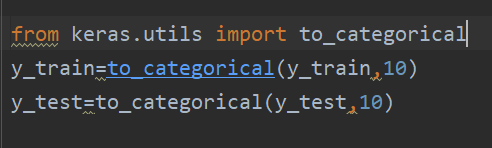 from keras.utils import to_categorical
y_train=to_categorical(y_train,10)
y_test=to_categorical(y_test,10)